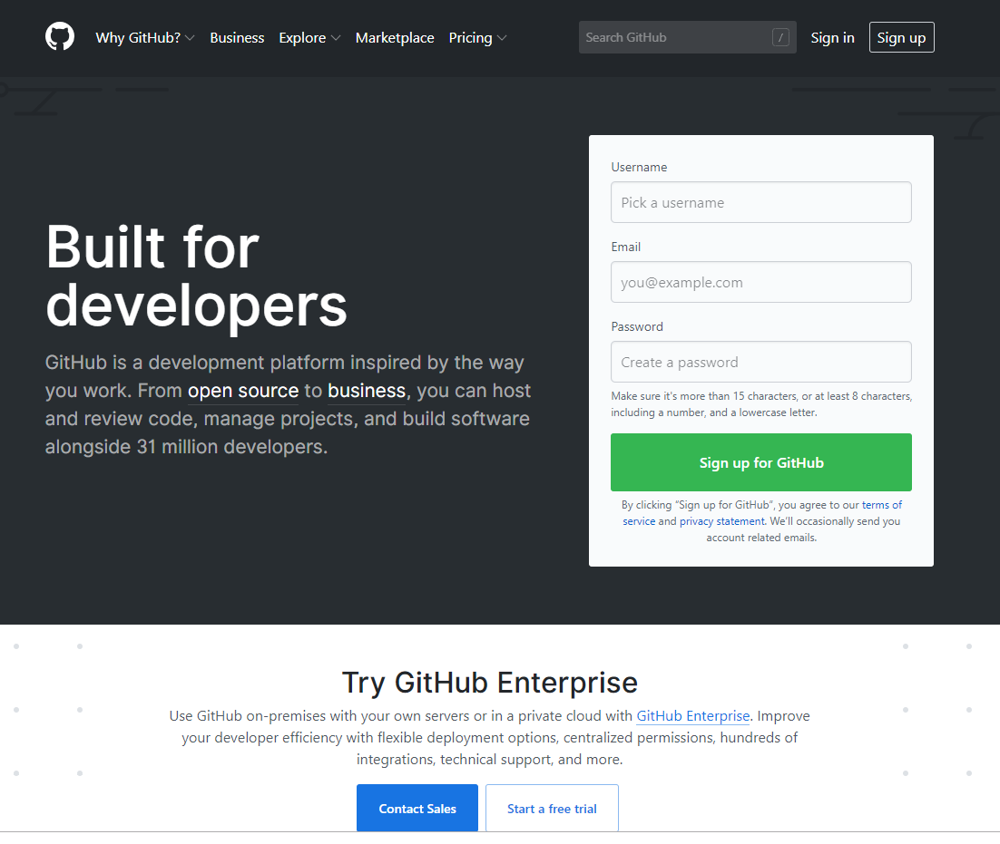 Why GitHub? Business Explore Marketplace Pricing Search GitHub / Sign in Sign up
Built for
developers
GitHub is a development platform inspired by the way
you work. From open source to business, you can host
and review code, manage projects, and build software
alongside 31 million developers.
Username
Pick a username
Email
you@example.com
Password
Create a password
Make sure it's more than 15 characters, or at least 8 characters,
including a number, and a lowercase letter.
Sign up for GitHub
By clicking “Sign up for GitHub”, you agree to our terms of
service and privacy statement. We’ll occasionally send you
account related emails.
Try GitHub Enterprise
Use GitHub on-premises with your own servers or in a private cloud with GitHub Enterprise. Improve
your developer efficiency with flexible deployment options, centralized permissions, hundreds of
integrations, technical support, and more.
Contact Sales Start a free trial